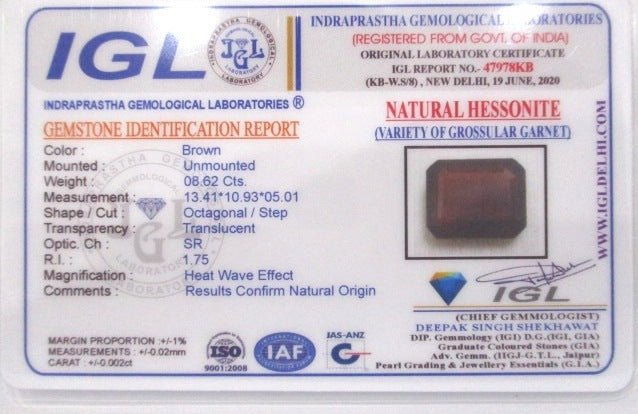 IGL
INDRAPRASTHA GEMOLOGICAL LABORATORIES
JGL
LABORATORY
INDRAPRASTHA GEMOLOGICAL LABORATORIES
(REGISTERED FROM GOVT. OF INDIA)
ORIGINAL LABORATORY CERTIFICATE
IGL REPORT NO.- 47978KB
(KB-W.S/8) , NEW DELHI, 19 JUNE, 2020
INDRAPRASTHA GEMOLOGICAL LABORATORIES ®
GEMSTONE IDENTIFICATION REPORT
Color : Brown
Mounted : Unmounted
Weight : 08.62 Cts.
Measurement : 13.41*10.93*05.01
Shape / Cut : Octagonal / Step
Transparency : Translucent
Optic. Ch : SR
R.I. : 1.75
Magnification : Heat Wave Effect
Comments : Results Confirm Natural Origin
NATURAL HESSONITE
(VARIETY OF GROSSULAR GARNET)
WWW.IGLDELHI.COM
IGL
(CHIEF GEMMOLOGIST)
DEEPAK SINGH SHEKHAWAT
DIP. Gemmology (IGI) D.G.(IGI, GIA)
Graduate Coloured Stones (GIA)
Adv. Gemm. (IIGJ-G.T.L., Jaipur)
Pearl Grading & Jewellery Essentials (G.I.A.)
MARGIN PROPORTION :+/-1%
MEASUREMENTS : +/-0.02mm
CARAT : +/-0.002ct
ISO
9001:2008
IAF
JAS-ANZ